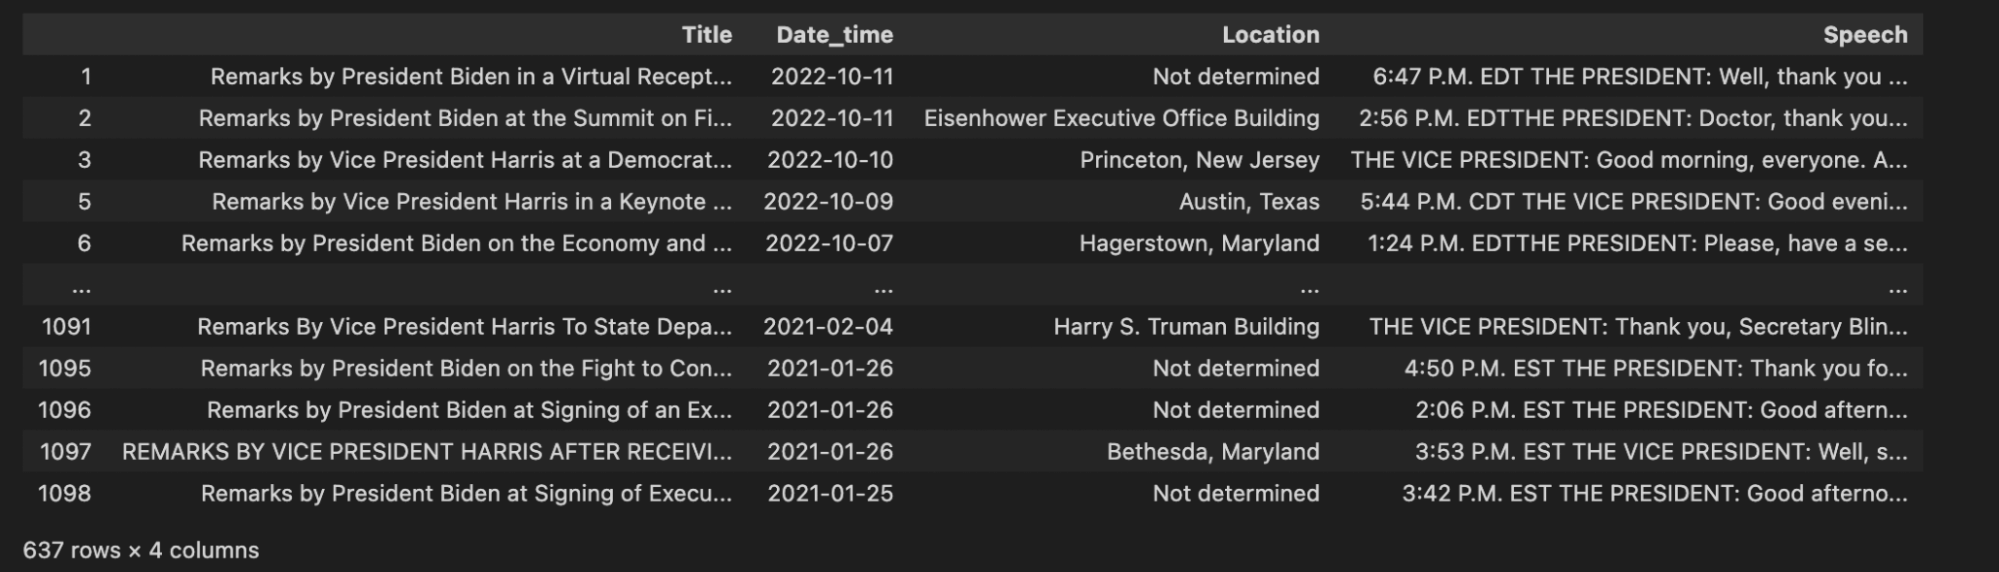 Title Date_time Location Speech
1 Remarks by President Biden in a Virtual Recept... 2022-10-11 Not determined 6:47 P.M. EDT THE PRESIDENT: Well, thank you ...
2 Remarks by President Biden at the Summit on Fi... 2022-10-11 Eisenhower Executive Office Building 2:56 P.M. EDTTHE PRESIDENT: Doctor, thank you...
3 Remarks by Vice President Harris at a Democrat... 2022-10-10 Princeton, New Jersey THE VICE PRESIDENT: Good morning, everyone. A...
5 Remarks by Vice President Harris in a Keynote ... 2022-10-09 Austin, Texas 5:44 P.M. CDT THE VICE PRESIDENT: Good eveni...
6 Remarks by President Biden on the Economy and ... 2022-10-07 Hagerstown, Maryland 1:24 P.M. EDTTHE PRESIDENT: Please, have a se...
... ... ... ... ...
1091 Remarks By Vice President Harris To State Depa... 2021-02-04 Harry S. Truman Building THE VICE PRESIDENT: Thank you, Secretary Blin...
1095 Remarks by President Biden on the Fight to Con... 2021-01-26 Not determined 4:50 P.M. EST THE PRESIDENT: Thank you fo...
1096 Remarks by President Biden at Signing of an Ex... 2021-01-26 Not determined 2:06 P.M. EST THE PRESIDENT: Good aftern...
1097 REMARKS BY VICE PRESIDENT HARRIS AFTER RECEIVI... 2021-01-26 Bethesda, Maryland 3:53 P.M. EST THE VICE PRESIDENT: Well, s...
1098 Remarks by President Biden at Signing of Execu... 2021-01-25 Not determined 3:42 P.M. EST THE PRESIDENT: Good afterno...
637 rows × 4 columns